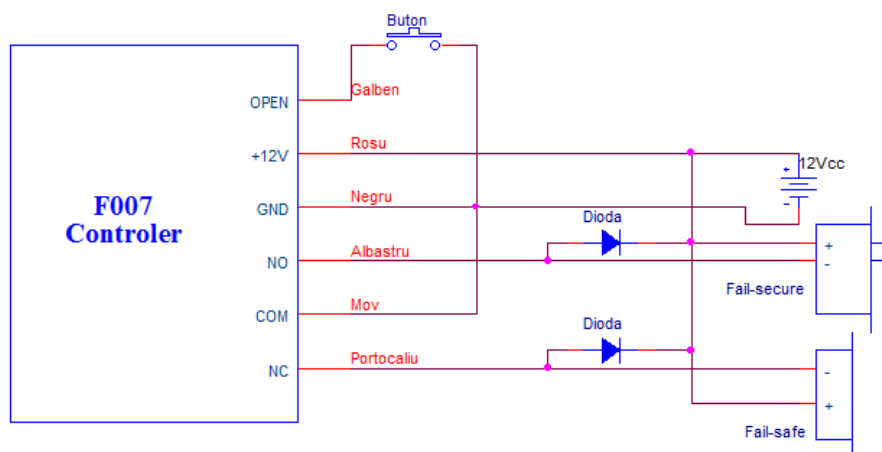 Buton
OPEN Galben
+12V Rosu
12Vcc
+
-
F007
Controler
GND Negru
Dioda
NO Albastru
+
-
Fail-secure
COM Mov
Dioda
NC Portocaliu
-
+
Fail-safe